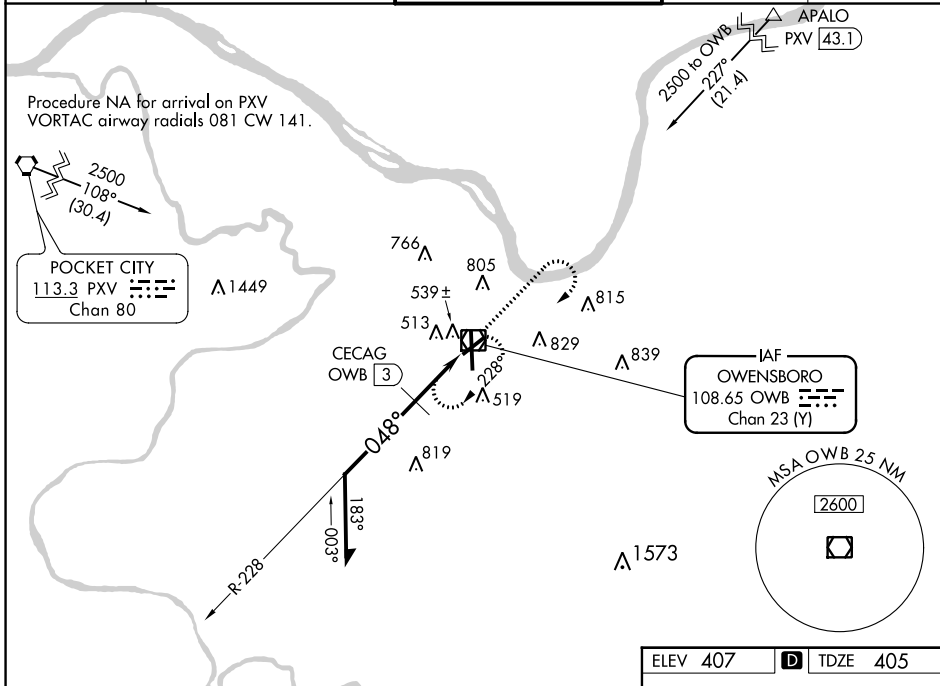 APALO
PXV 43.1
2500 to OWB
227°
(21.4)
Procedure NA for arrival on PXV
VORTAC airway radials 081 CW 141.
2500
108°
(30.4)
POCKET CITY
113.3 PXV
Chan 80
1449
766
805
539±
513
815
829
839
CECAG
OWB 3
228°
519
IAF
OWENSBORO
108.65 OWB
Chan 23 (Y)
048°
819
183°
003°
R-228
MSA OWB 25 NM
2600
1573
ELEV 407 D TDZE 405